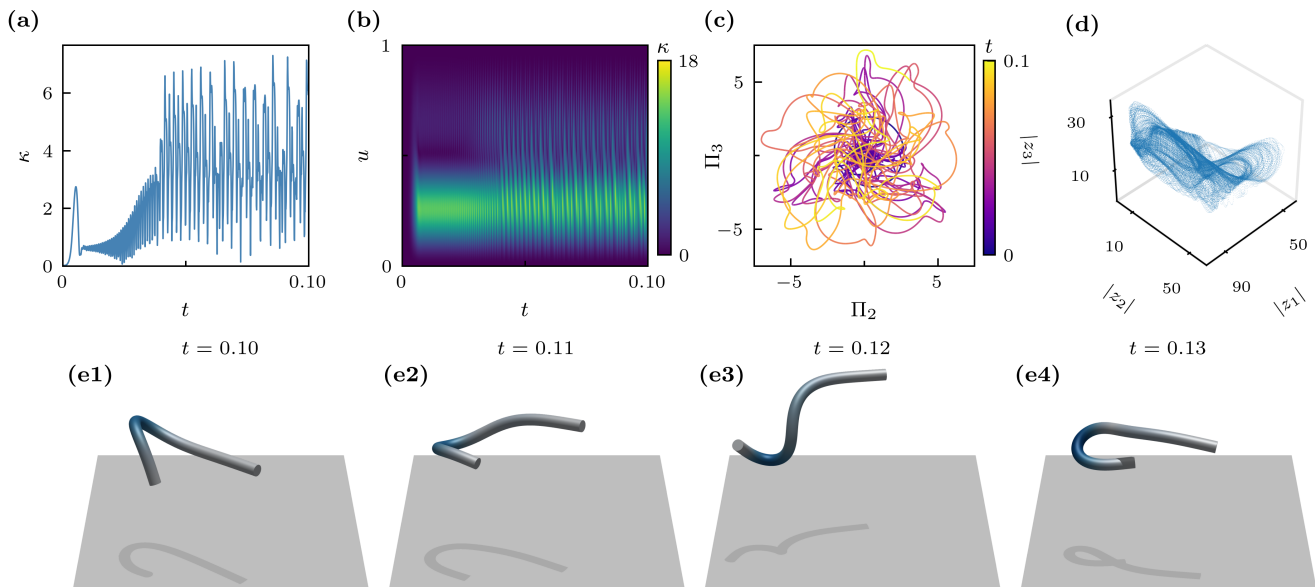 (a)
6
4
2
0
κ
0
0.10
t
(b)
1
u
0
0
0.10
t
κ
18
0
(c)
5
Π₃
−5
−5
5
Π₂
t
0.1
0
(d)
|z₃|
30
10
10
50
|z₂|
90
50
|z₁|
t = 0.10
t = 0.11
t = 0.12
t = 0.13
(e1)
(e2)
(e3)
(e4)